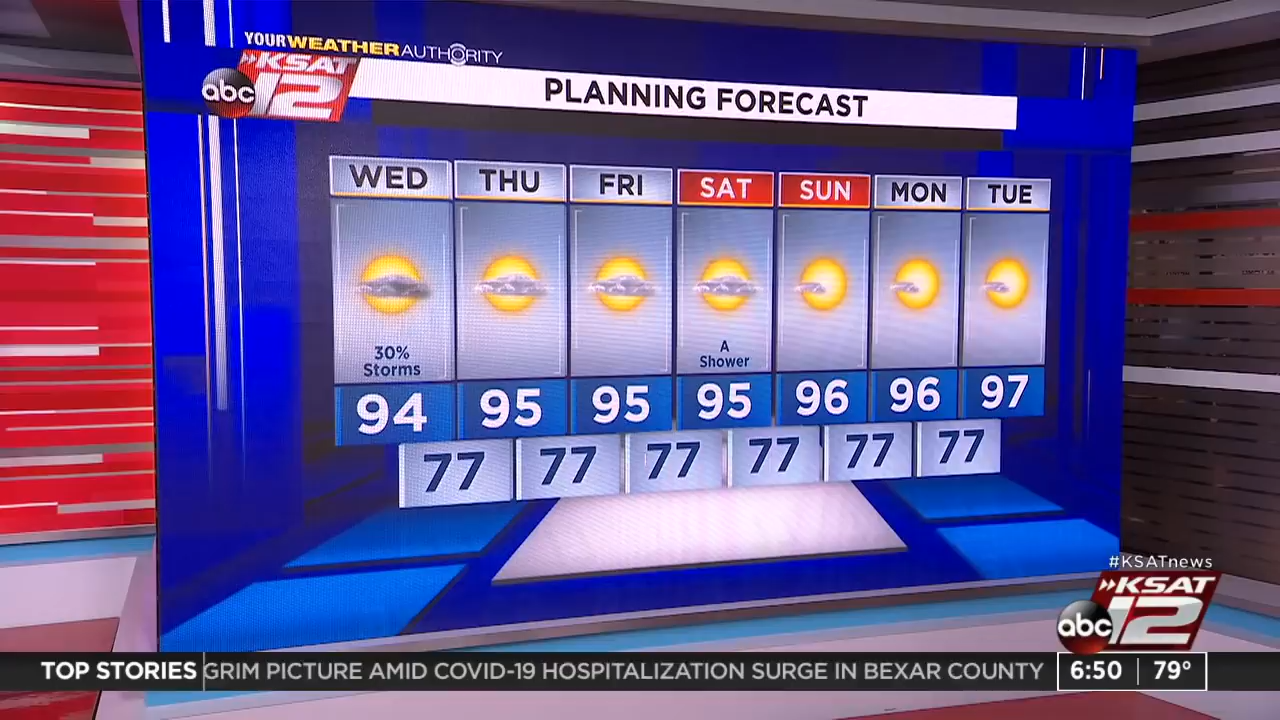 YOURWEATHERAUTHORITY
KSAT
abc 12
PLANNING FORECAST
WED THU FRI SAT SUN MON TUE
30%
Storms
A
Shower
94 95 95 95 96 96 97
77 77 77 77 77 77
#KSATnews
KSAT
abc 12
TOP STORIES GRIM PICTURE AMID COVID-19 HOSPITALIZATION SURGE IN BEXAR COUNTY 6:50 79°